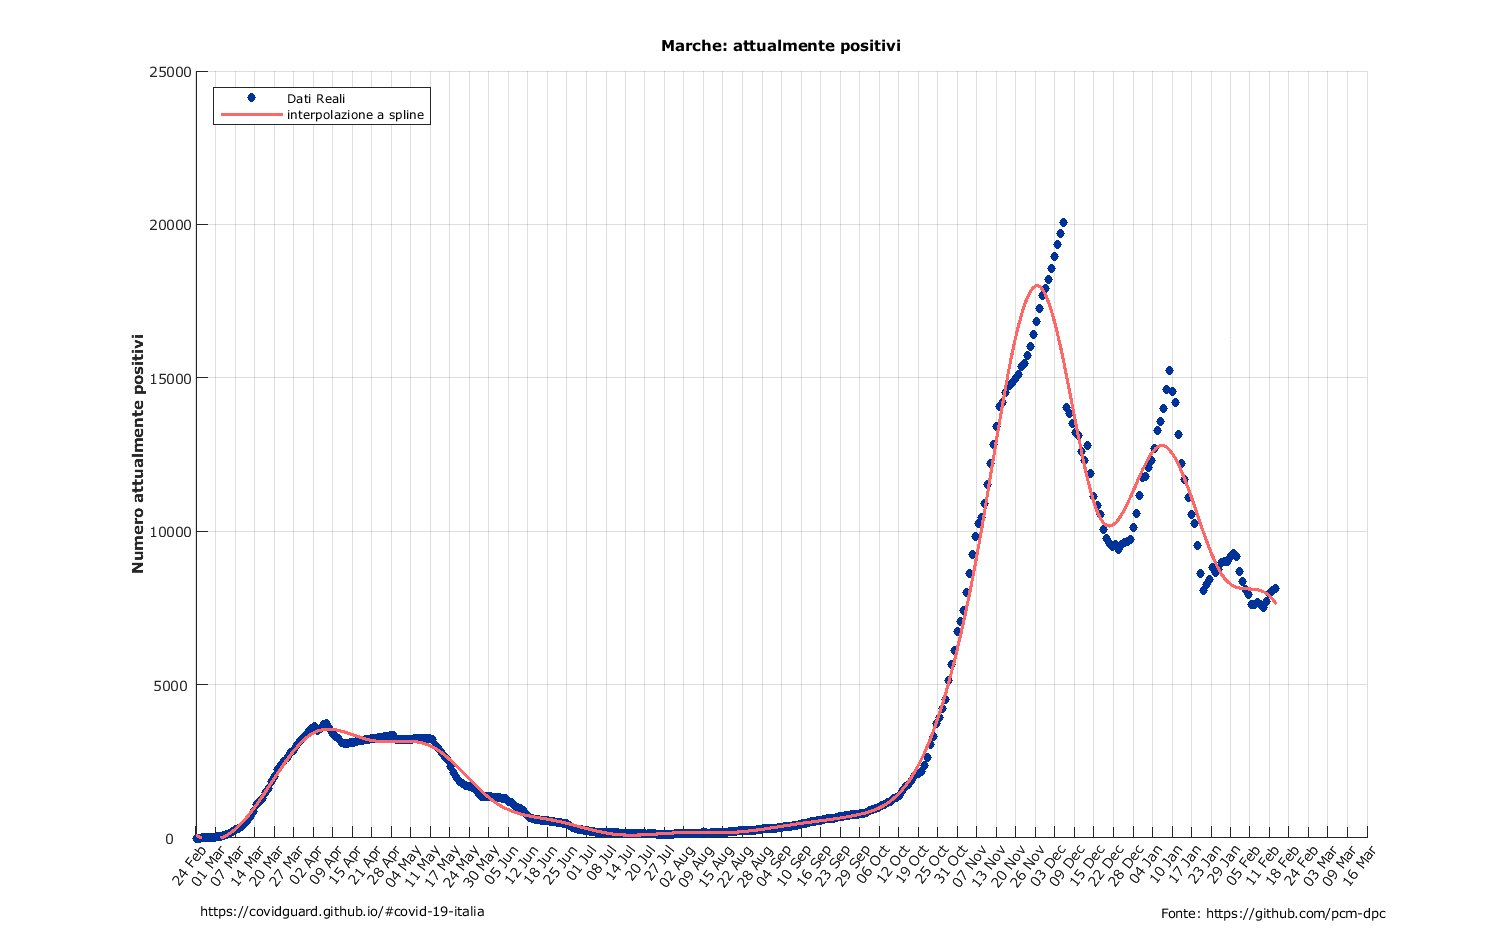 Marche: attualmente positivi
25000
20000
15000
10000
5000
0
Numero attualmente positivi
Dati Reali
interpolazione a spline
24 Feb
01 Mar
07 Mar
14 Mar
20 Mar
27 Mar
02 Apr
09 Apr
15 Apr
21 Apr
28 Apr
04 May
11 May
17 May
24 May
30 May
05 Jun
12 Jun
18 Jun
25 Jun
01 Jul
08 Jul
14 Jul
20 Jul
27 Jul
02 Aug
09 Aug
15 Aug
22 Aug
28 Aug
04 Sep
10 Sep
16 Sep
23 Sep
29 Sep
06 Oct
12 Oct
19 Oct
25 Oct
31 Oct
07 Nov
13 Nov
20 Nov
26 Nov
03 Dec
09 Dec
15 Dec
22 Dec
28 Dec
04 Jan
10 Jan
17 Jan
23 Jan
29 Jan
05 Feb
11 Feb
18 Feb
24 Feb
03 Mar
09 Mar
16 Mar
https://covidguard.github.io/#covid-19-italia
Fonte: https://github.com/pcm-dpc